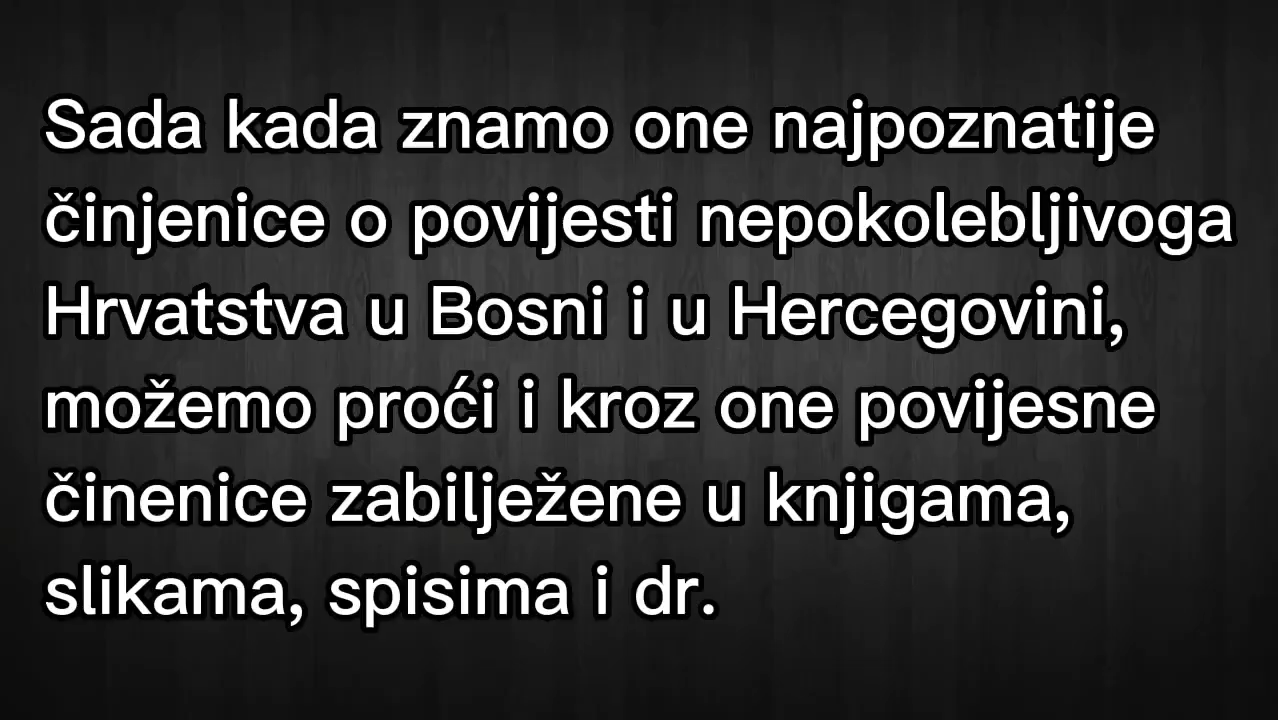 Sada kada znamo one najpoznatije
činjenice o povijesti nepokolebljivoga
Hrvatstva u Bosni i u Hercegovini,
možemo proći i kroz one povijesne
činenice zabilježene u knjigama,
slikama, spisima i dr.